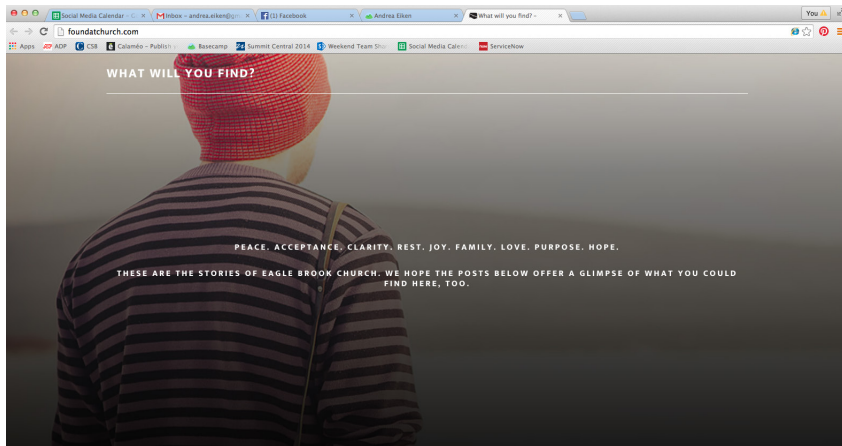 Social Media Calendar – C
Inbox – andrea.eiken@gm
(1) Facebook
Andrea Eiken
What will you find? –
You
foundatchurch.com
Apps
ADP
CSB
Calaméo – Publish
Basecamp
Summit Central 2014
Weekend Team Sha
Social Media Calend
ServiceNow
WHAT WILL YOU FIND?
PEACE. ACCEPTANCE. CLARITY. REST. JOY. FAMILY. LOVE. PURPOSE. HOPE.
THESE ARE THE STORIES OF EAGLE BROOK CHURCH. WE HOPE THE POSTS BELOW OFFER A GLIMPSE OF WHAT YOU COULD
FIND HERE, TOO.